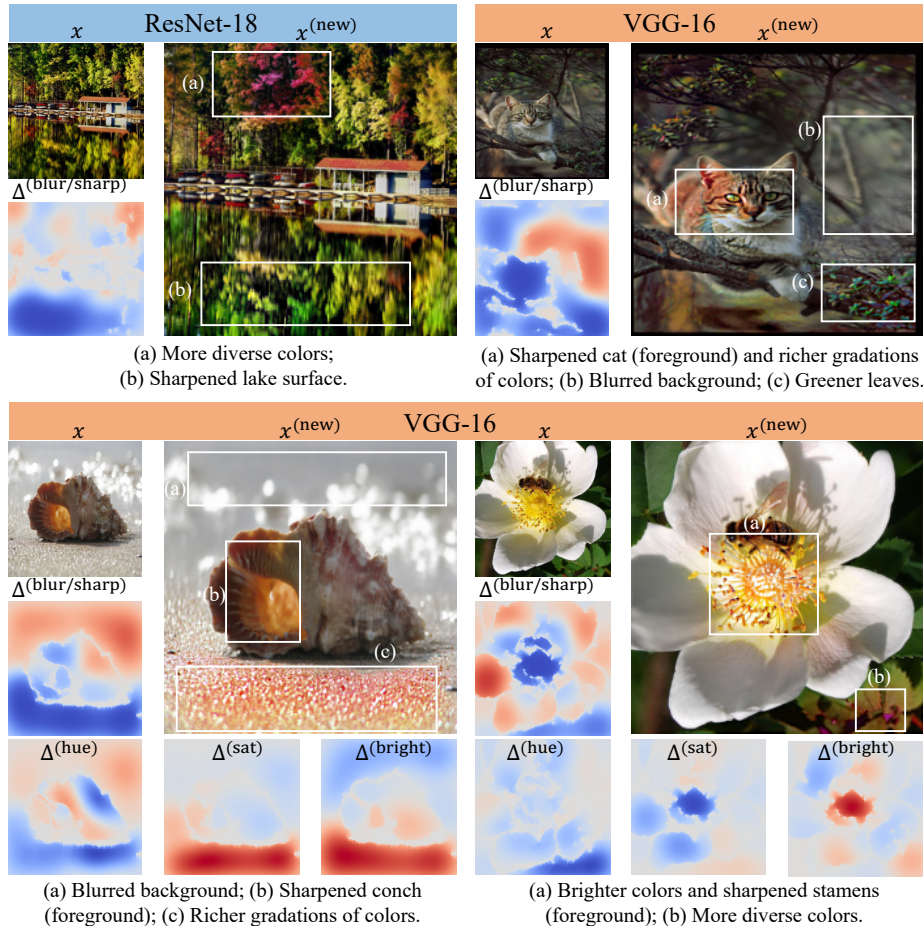 ResNet-18
x
x(new)
(a)
Δ(blur/sharp)
(b)
(a) More diverse colors;
(b) Sharpened lake surface.
VGG-16
x
x(new)
(b)
Δ(blur/sharp)
(a)
(c)
(a) Sharpened cat (foreground) and richer gradations
of colors; (b) Blurred background; (c) Greener leaves.
VGG-16
x
x(new)
(a)
Δ(blur/sharp)
(b)
(c)
Δ(hue)
Δ(sat)
Δ(bright)
(a) Blurred background; (b) Sharpened conch
(foreground); (c) Richer gradations of colors.
x
x(new)
(a)
Δ(blur/sharp)
(b)
Δ(hue)
Δ(sat)
Δ(bright)
(a) Brighter colors and sharpened stamens
(foreground); (b) More diverse colors.